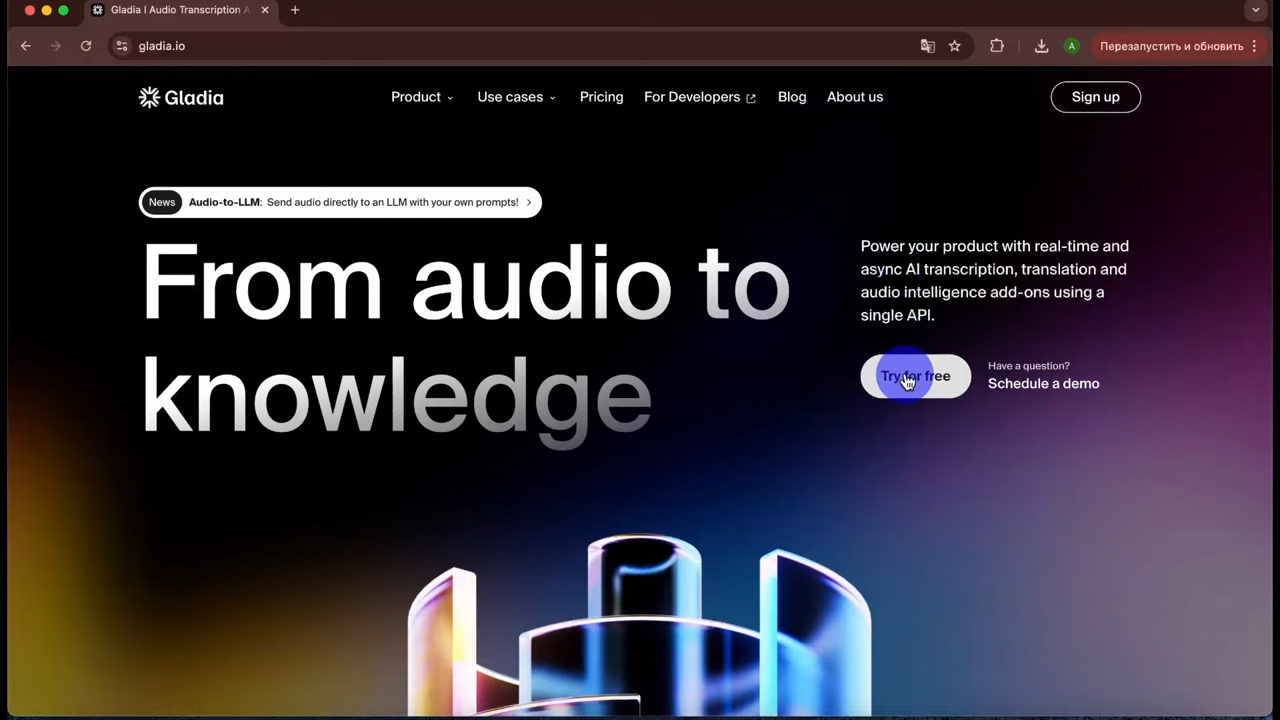 Gladia I Audio Transcription A
gladia.io
A
Перезапустить и обновить
Gladia
Product
Use cases
Pricing
For Developers
Blog
About us
Sign up
News
Audio-to-LLM: Send audio directly to an LLM with your own prompts!
From audio to
knowledge
Power your product with real-time and
async AI transcription, translation and
audio intelligence add-ons using a
single API.
Try for free
Have a question?
Schedule a demo